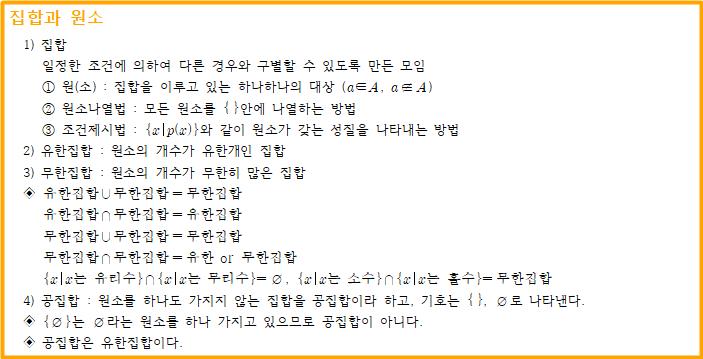 집합과 원소
1) 집합
일정한 조건에 의하여 다른 경우와 구별할 수 있도록 만든 모임
① 원(소) : 집합을 이루고 있는 하나하나의 대상 (a∈A, a∉A)
② 원소나열법 : 모든 원소를 { }안에 나열하는 방법
③ 조건제시법 : {x|p(x)}와 같이 원소가 갖는 성질을 나타내는 방법
2) 유한집합 : 원소의 개수가 유한개인 집합
3) 무한집합 : 원소의 개수가 무한히 많은 집합
◈ 유한집합∪무한집합=무한집합
유한집합∩무한집합=유한집합
무한집합∪무한집합=무한집합
무한집합∩무한집합=유한 or 무한집합
{x|x는 유리수}∩{x|x는 무리수}=∅, {x|x는 소수}∩{x|x는 홀수}=무한집합
4) 공집합 : 원소를 하나도 가지지 않는 집합을 공집합이라 하고, 기호는 { }, ∅로 나타낸다.
◈ {∅}는 ∅라는 원소를 하나 가지고 있으므로 공집합이 아니다.
◈ 공집합은 유한집합이다.